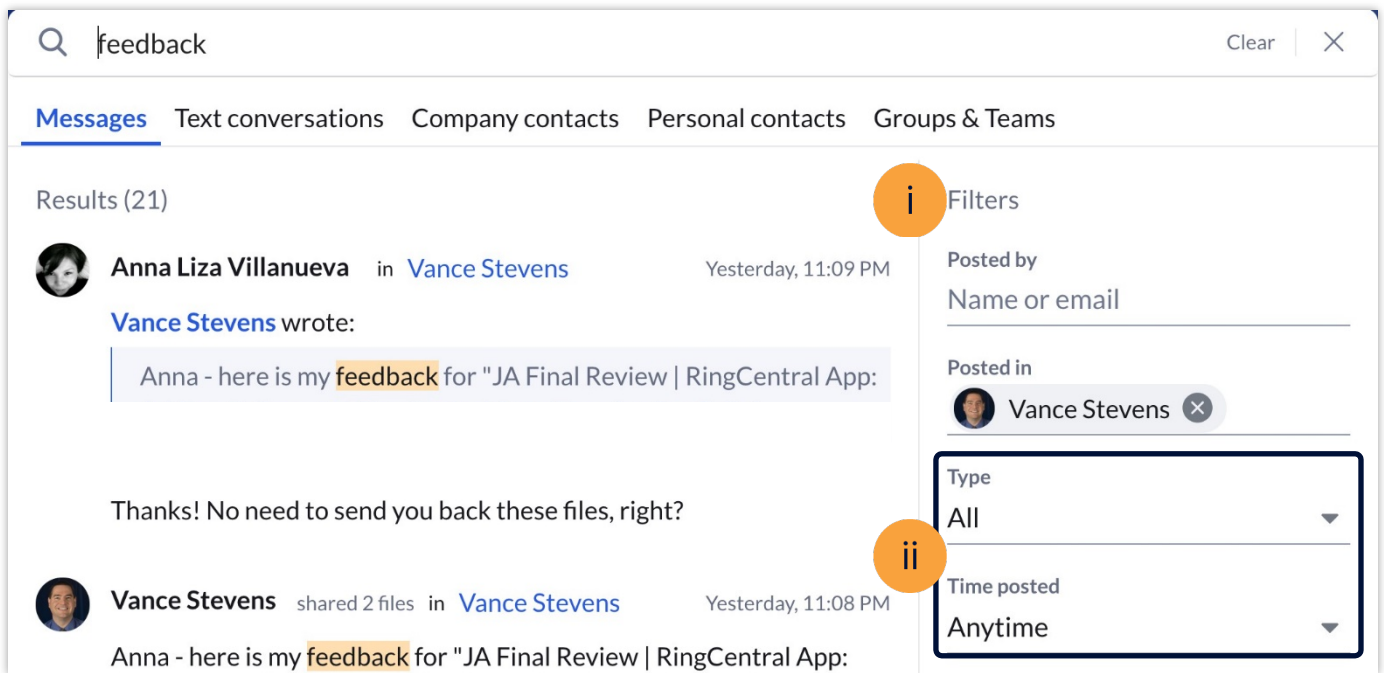 feedback Clear
Messages Text conversations Company contacts Personal contacts Groups & Teams
Results (21)
Anna Liza Villanueva in Vance Stevens Yesterday, 11:09 PM
Vance Stevens wrote:
Anna - here is my feedback for "JA Final Review | RingCentral App:
Thanks! No need to send you back these files, right?
Vance Stevens shared 2 files in Vance Stevens Yesterday, 11:08 PM
Anna - here is my feedback for "JA Final Review | RingCentral App:
i Filters
Posted by
Name or email
Posted in
Vance Stevens
ii
Type
All
Time posted
Anytime